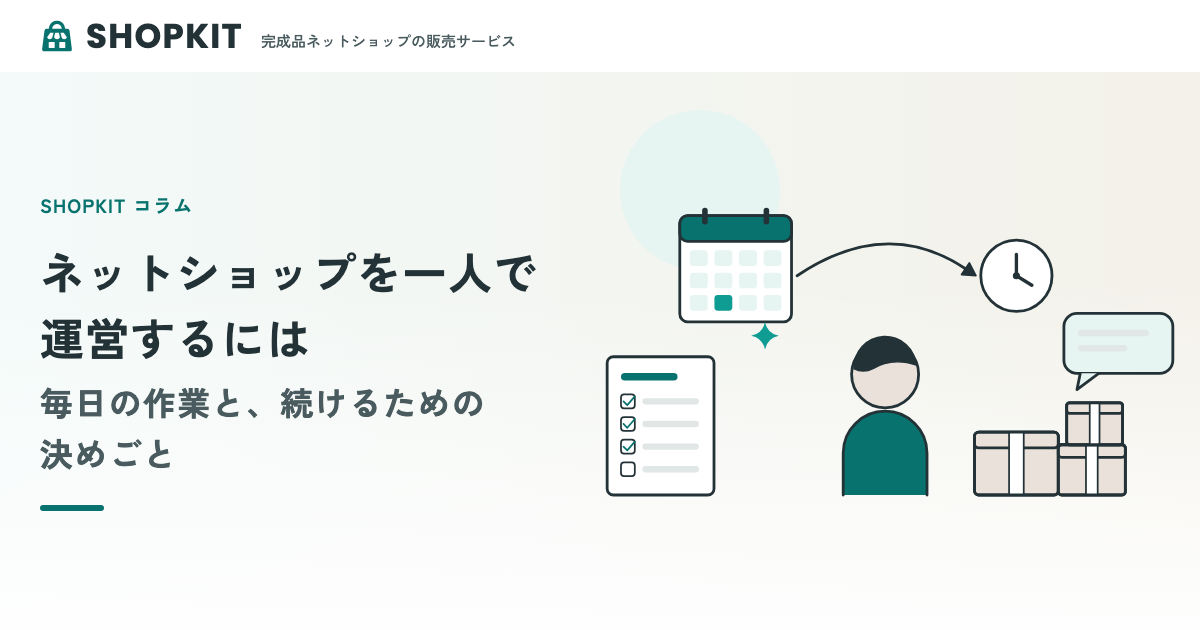 SHOPKIT 完成品ネットショップの販売サービス
SHOPKIT コラム
ネットショップを一人で
運営するには
毎日の作業と、続けるための
決めごと